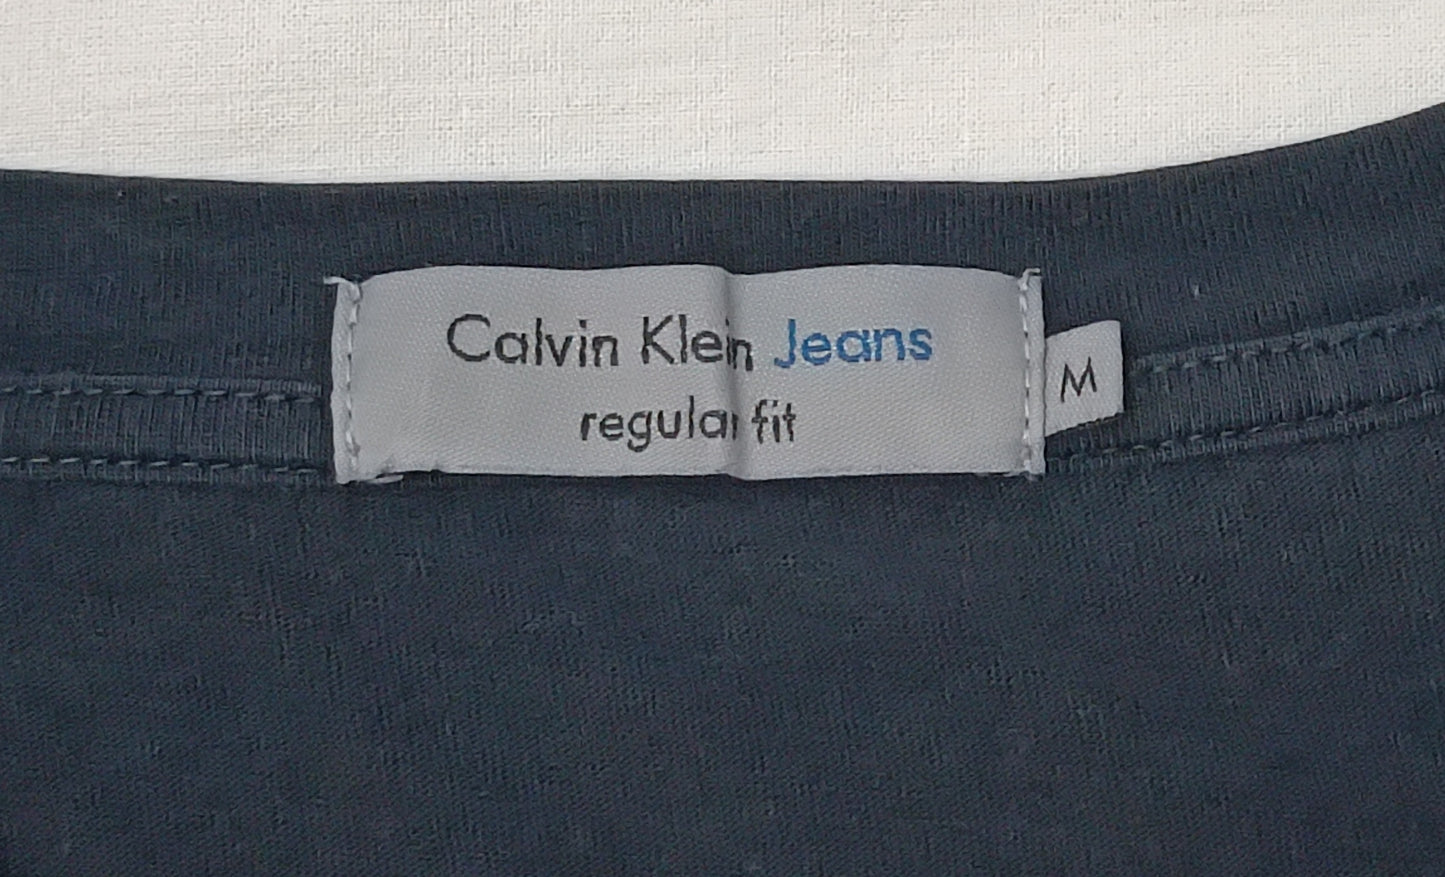 Calvin Klein Jeans
regular fit
M